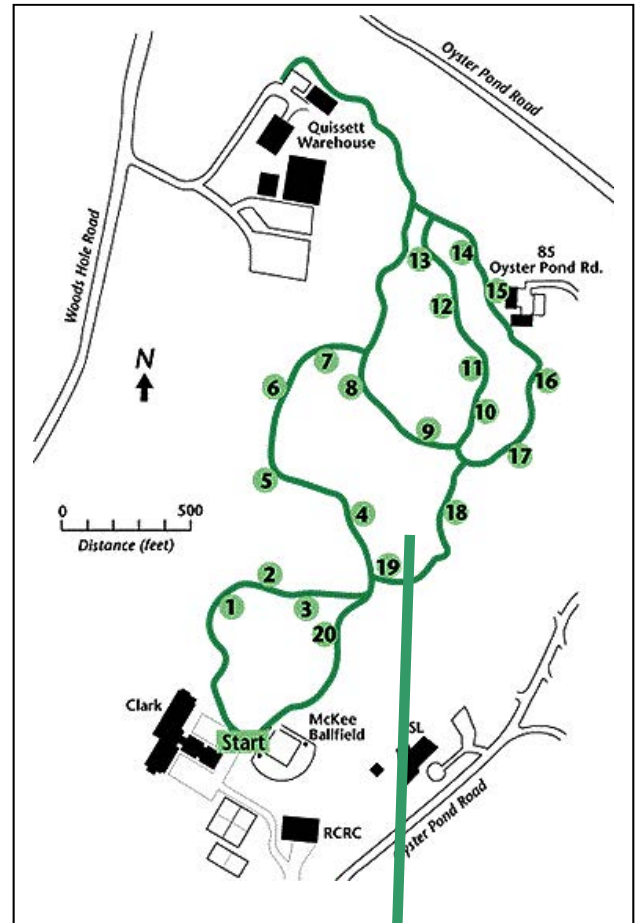 Oyster Pond Road
Quissett
Warehouse
Woods Hole Road
85
Oyster Pond Rd.
14
13
15
12
N
7
11
16
6
8
10
9
17
5
18
4
0 500
Distance (feet)
19
2
1
3
20
Clark
Start
McKee
Ballfield
SL
RCRC
yster Pond Road